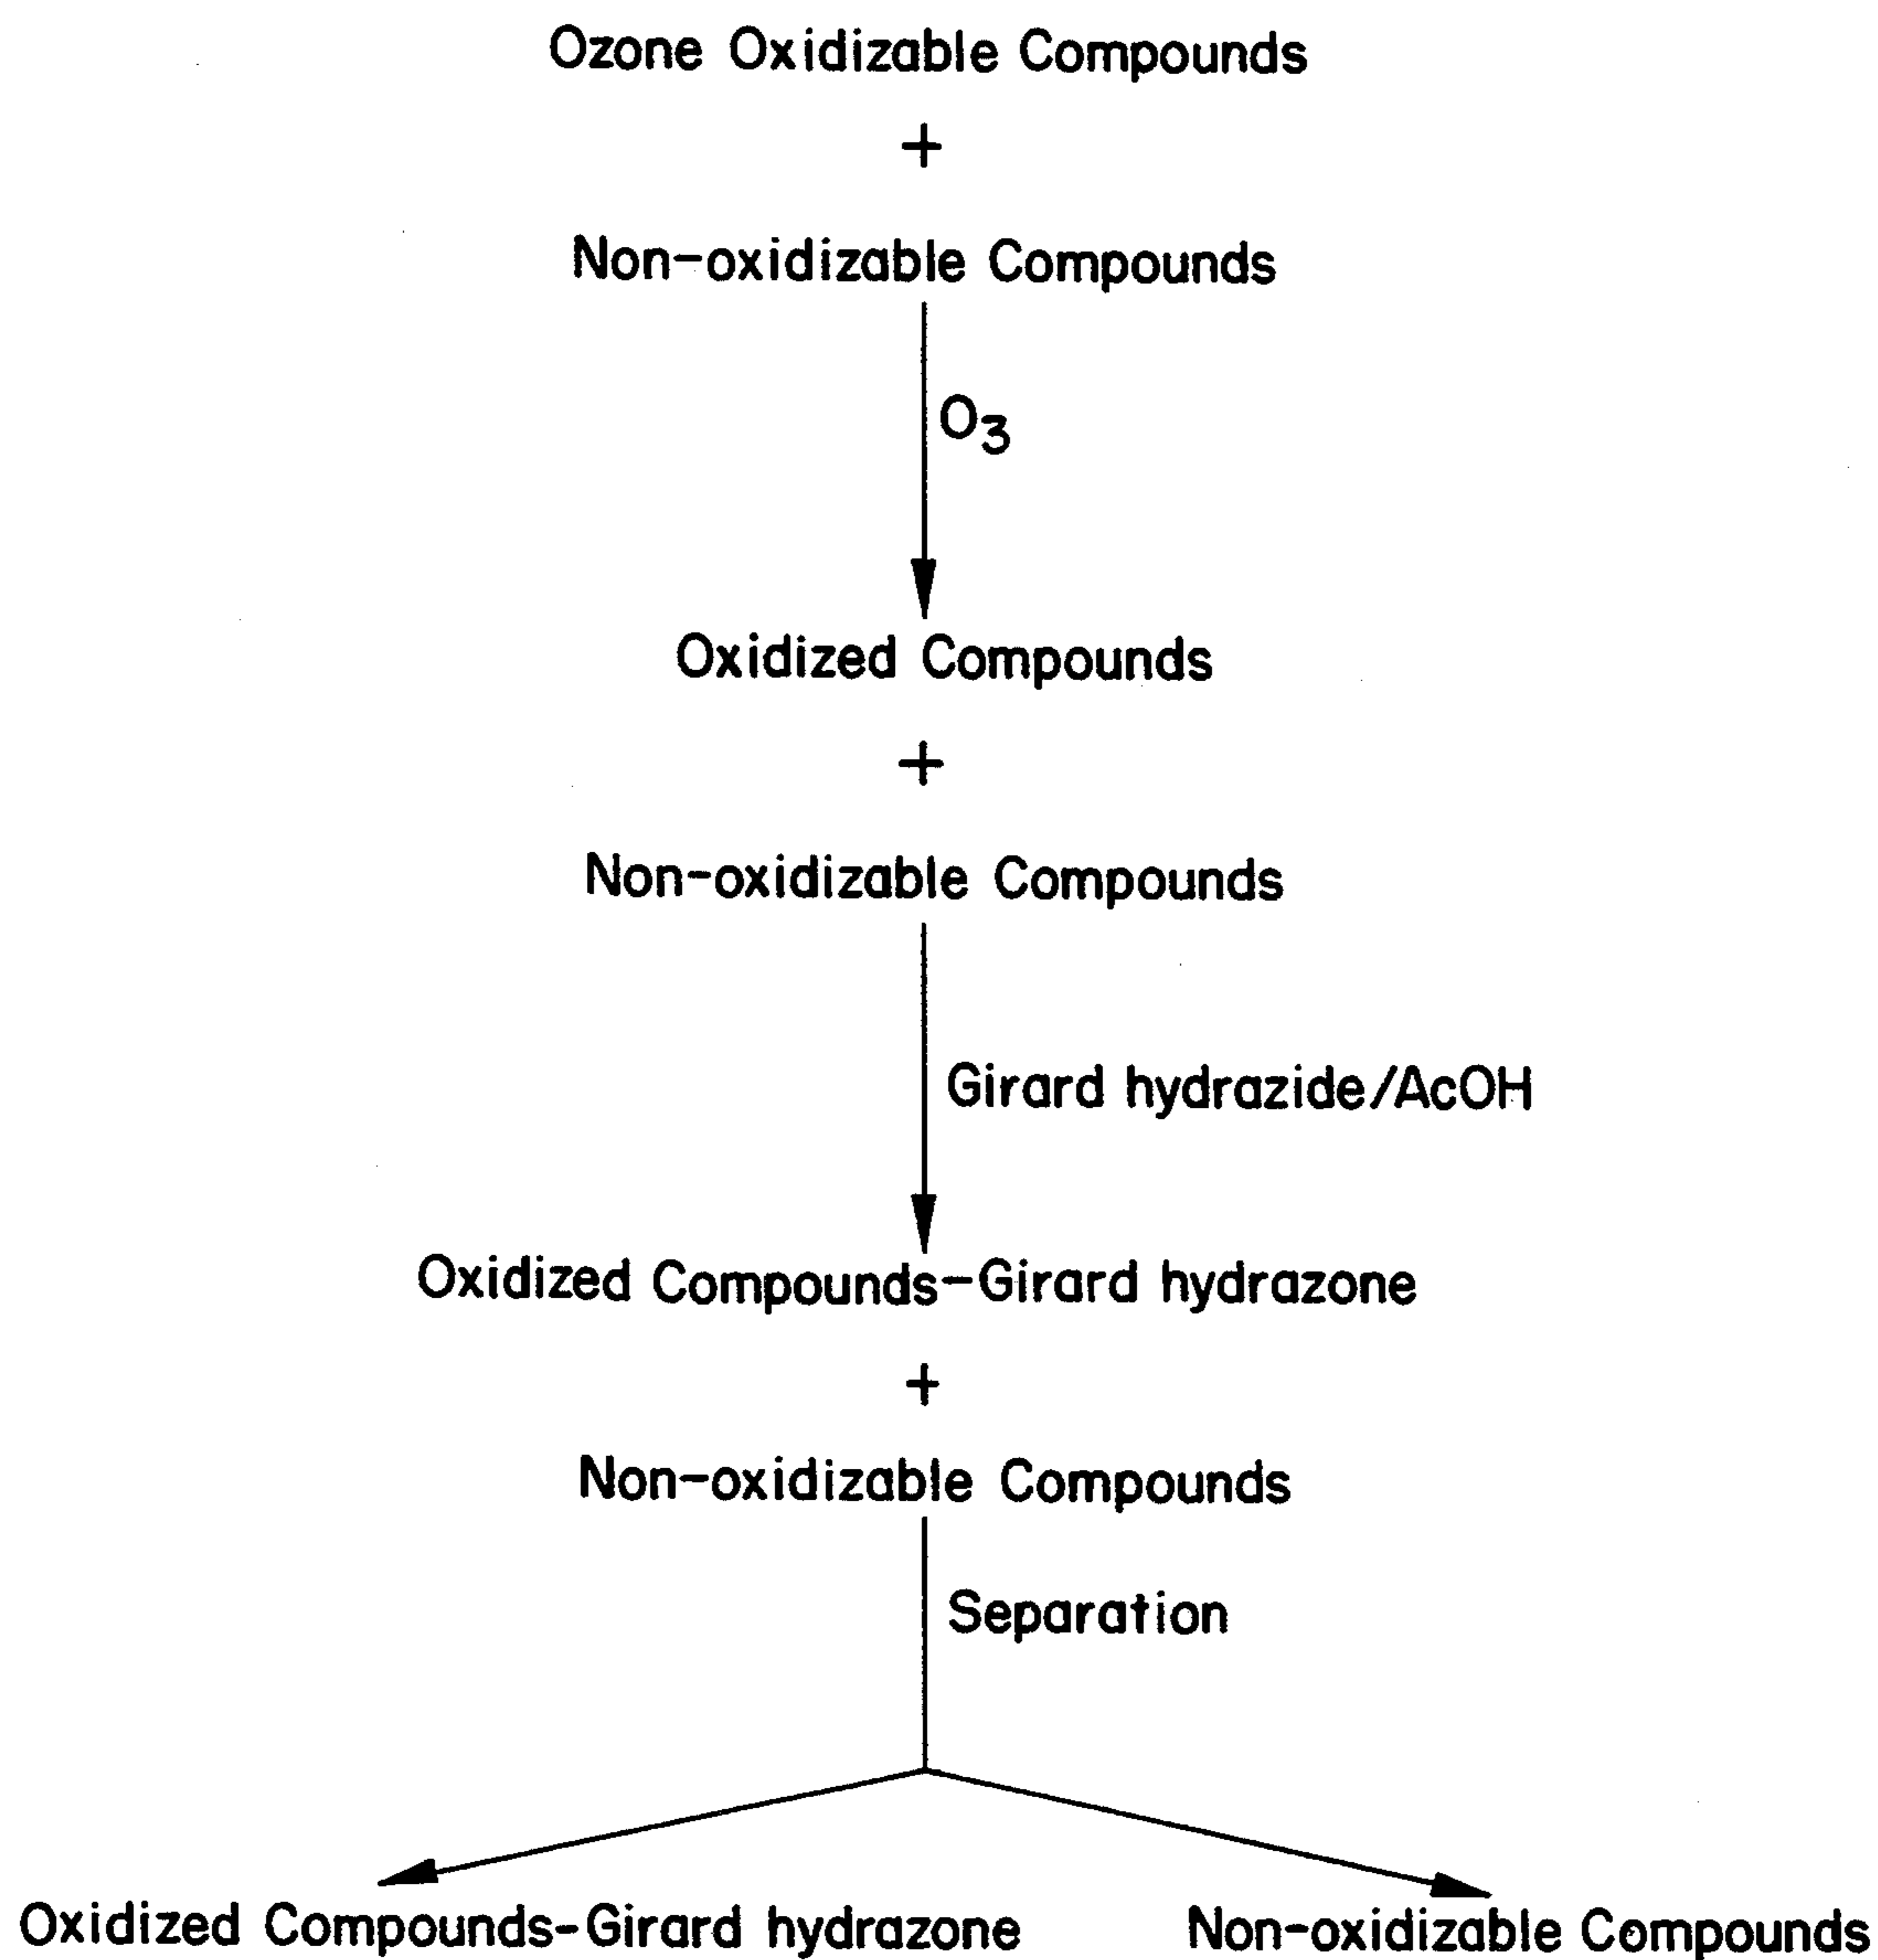 Ozone Oxidizable Compounds
+
Non-oxidizable Compounds
O3
Oxidized Compounds
+
Non-oxidizable Compounds
Girard hydrazide/AcOH
Oxidized Compounds-Girard hydrazone
+
Non-oxidizable Compounds
Separation
Oxidized Compounds-Girard hydrazone
Non-oxidizable Compounds